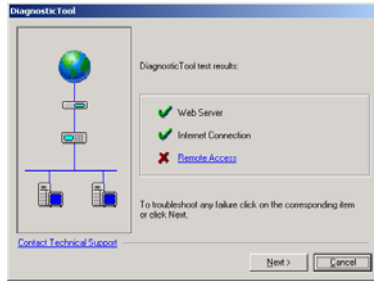 DiagnosticTool
DiagnosticTool test results:
Web Server
Internet Connection
Remote Access
To troubleshoot any failure click on the corresponding item
or click Next.
Contact Technical Support
Next >
Cancel